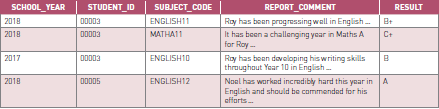 SCHOOL_YEAR STUDENT_ID SUBJECT_CODE REPORT_COMMENT RESULT
2018 00003 ENGLISH11 Roy has been progressing well in English ... B+
2018 00003 MATHA11 It has been a challenging year in Maths A
for Roy ... C+
2017 00003 ENGLISH10 Roy has been developing his writing skills
throughout Year 10 in English ... B
2018 00005 ENGLISH12 Noel has worked incredibly hard this year in
English and should be commended for his
efforts ... A